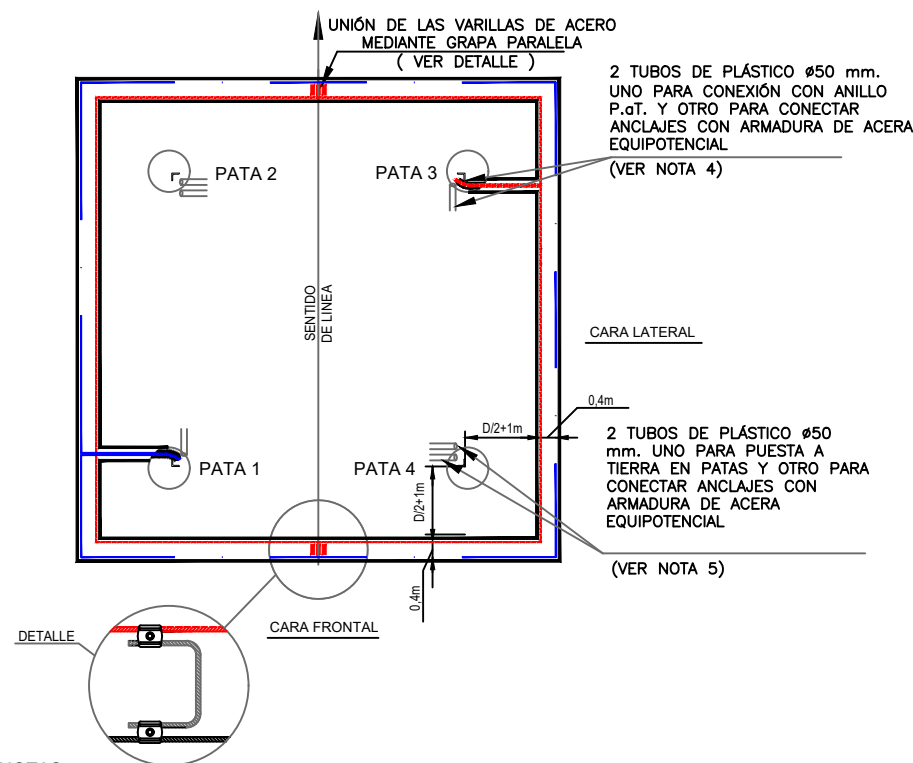 UNIÓN DE LAS VARILLAS DE ACERO
MEDIANTE GRAPA PARALELA
( VER DETALLE )
2 TUBOS DE PLÁSTICO ø50 mm.
UNO PARA CONEXIÓN CON ANILLO
P.aT. Y OTRO PARA CONECTAR
ANCLAJES CON ARMADURA DE ACERA
EQUIPOTENCIAL
(VER NOTA 4)
PATA 2
PATA 3
SENTIDO
DE LINEA
CARA LATERAL
0,4m
D/2+1m
2 TUBOS DE PLÁSTICO ø50
mm. UNO PARA PUESTA A
TIERRA EN PATAS Y OTRO PARA
CONECTAR ANCLAJES CON
ARMADURA DE ACERA
EQUIPOTENCIAL
(VER NOTA 5)
PATA 1
PATA 4
D/2+1m
0,4m
CARA FRONTAL
DETALLE